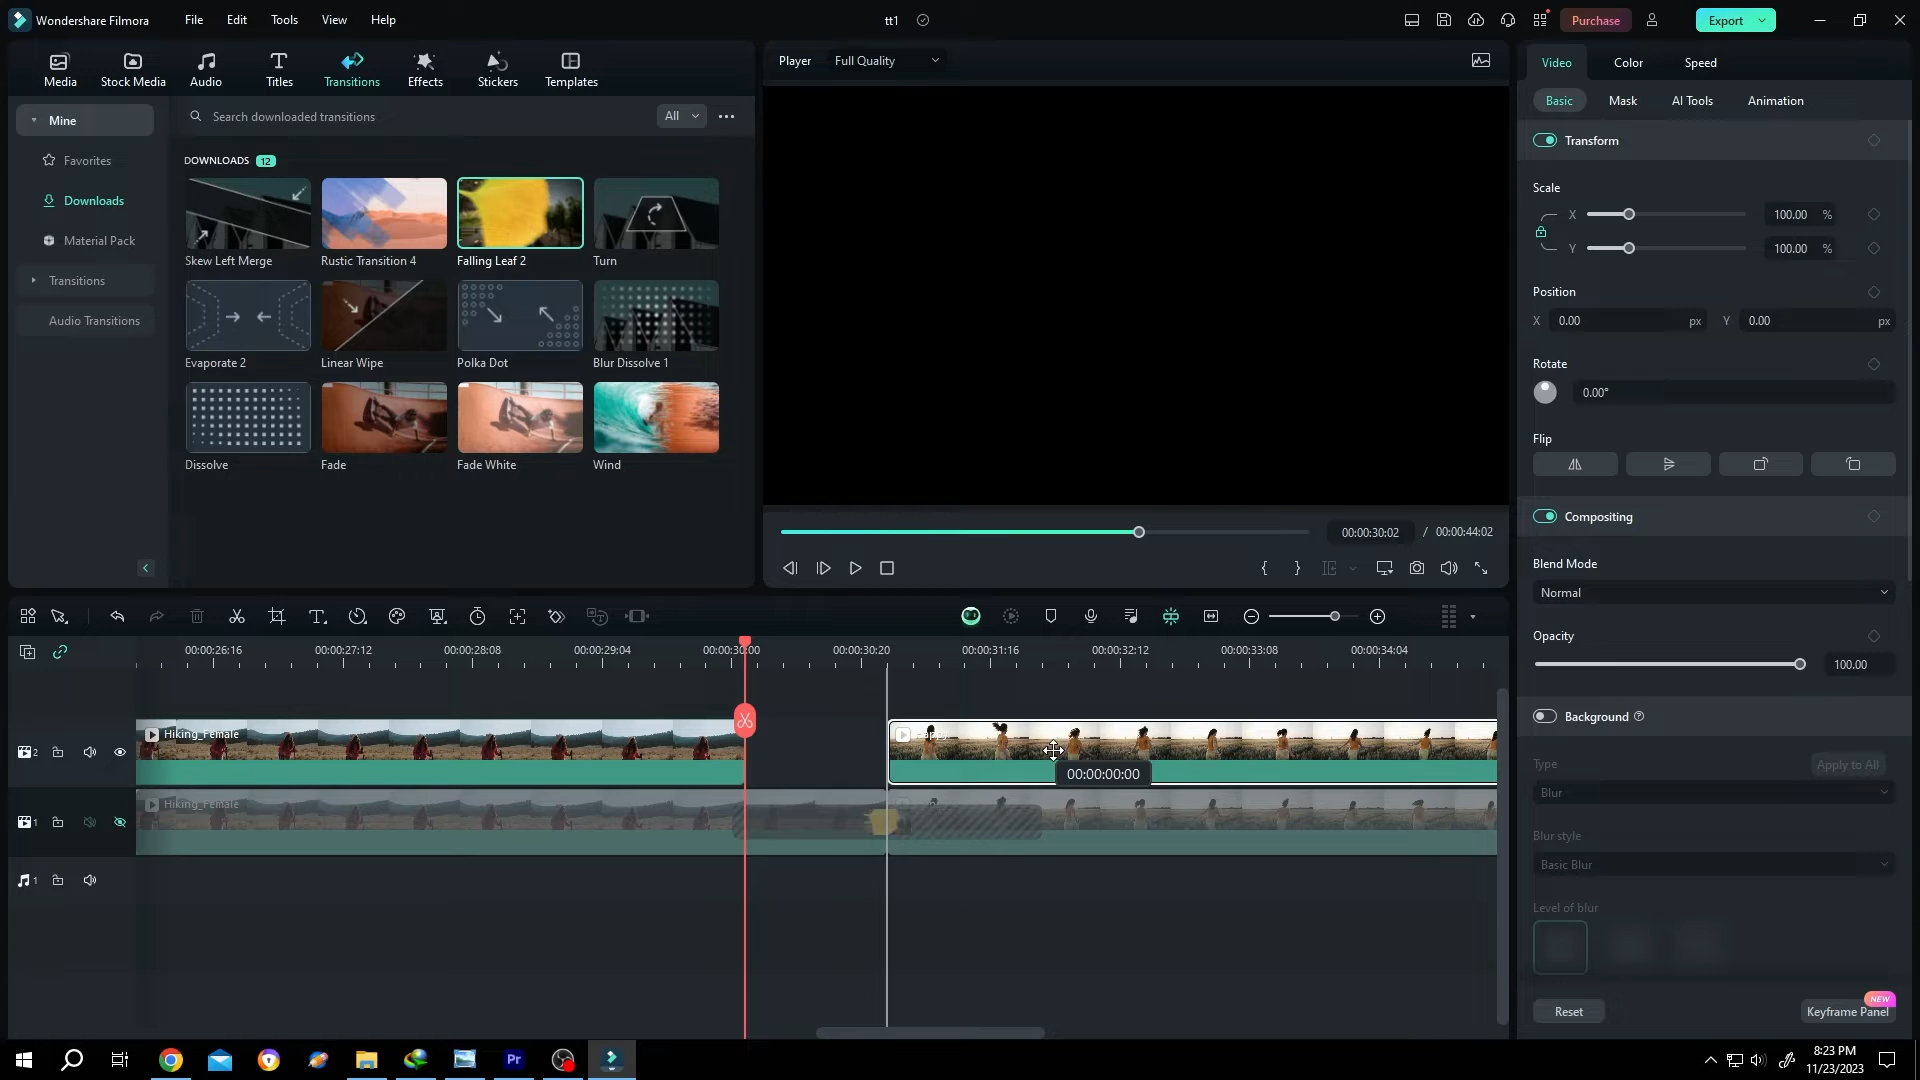 Wondershare Filmora
File
Edit
Tools
View
Help
tt1
Purchase
Export
Media
Stock Media
Audio
Titles
Transitions
Effects
Stickers
Templates
Player
Full Quality
Video
Color
Speed
Basic
Mask
AI Tools
Animation
Mine
Search downloaded transitions
All
Favorites
Downloads
Material Pack
Transitions
Audio Transitions
DOWNLOADS 12
Skew Left Merge
Rustic Transition 4
Falling Leaf 2
Turn
Evaporate 2
Linear Wipe
Polka Dot
Blur Dissolve 1
Dissolve
Fade
Fade White
Wind
00:00:30:02 / 00:00:44:02
Transform
Scale
X 100.00 %
Y 100.00 %
Position
X 0.00 px Y 0.00 px
Rotate
0.00°
Flip
Compositing
Blend Mode
Normal
Opacity
100.00
Background
Type
Apply to All
Blur
Blur style
Basic Blur
Level of blur
Reset
NEW
Keyframe Panel
00:00:26:16
00:00:27:12
00:00:28:08
00:00:29:04
00:00:30:00
00:00:30:20
00:00:31:16
00:00:32:12
00:00:33:08
00:00:34:04
2
Hiking_Female
00:00:00:00
1
Hiking_Female
1
Pr
8:23 PM
11/23/2023